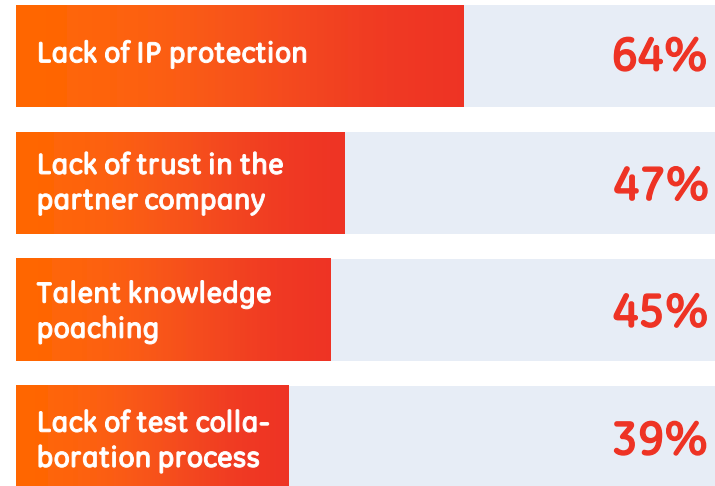 Lack of IP protection
64%
Lack of trust in the
partner company
47%
Talent knowledge
poaching
45%
Lack of test colla-
boration process
39%